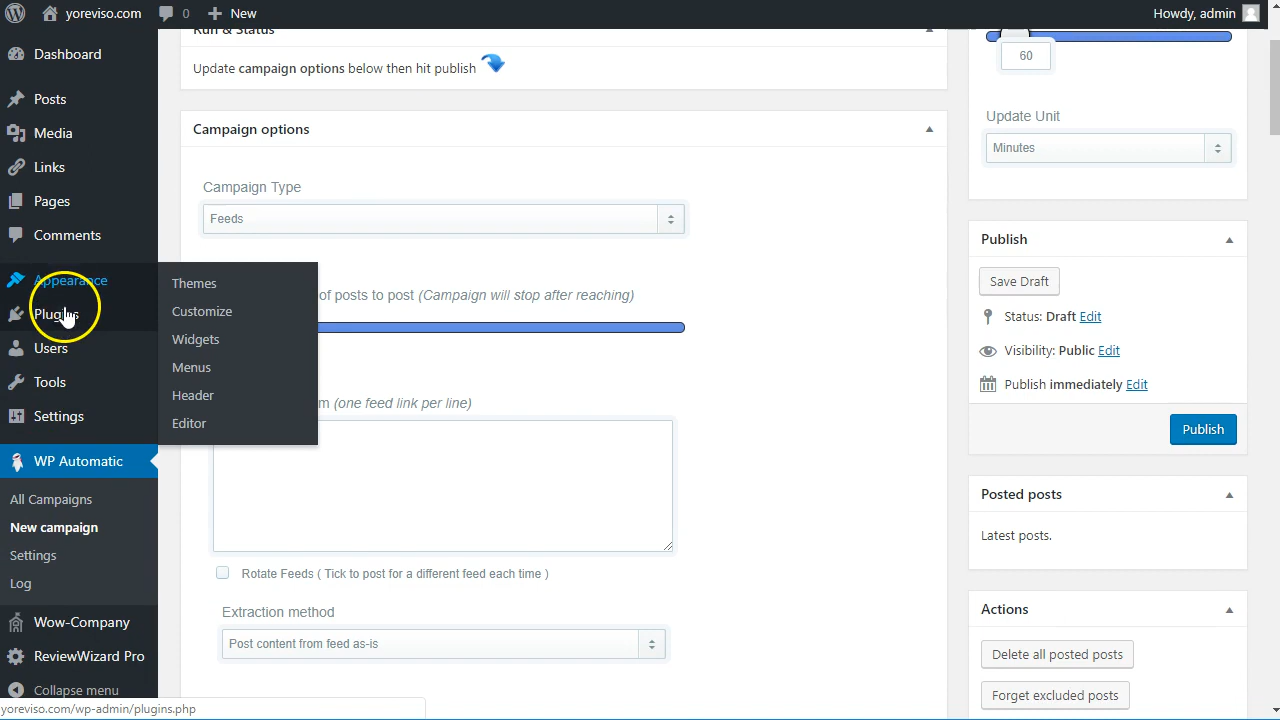 yoreviso.com 0 New Howdy, admin
Dashboard
Posts
Media
Links
Pages
Comments
Appearance
Plugins
Users
Tools
Settings
WP Automatic
All Campaigns
New campaign
Settings
Log
Wow-Company
ReviewWizard Pro
Collapse menu
yoreviso.com/wp-admin/plugins.php
Themes
Customize
Widgets
Menus
Header
Editor
Run & Status
Update campaign options below then hit publish
Campaign options
Campaign Type
Feeds
of posts to post (Campaign will stop after reaching)
(one feed link per line)
Rotate Feeds ( Tick to post for a different feed each time )
Extraction method
Post content from feed as-is
60
Update Unit
Minutes
Publish
Save Draft
Status: Draft Edit
Visibility: Public Edit
Publish immediately Edit
Publish
Posted posts
Latest posts.
Actions
Delete all posted posts
Forget excluded posts